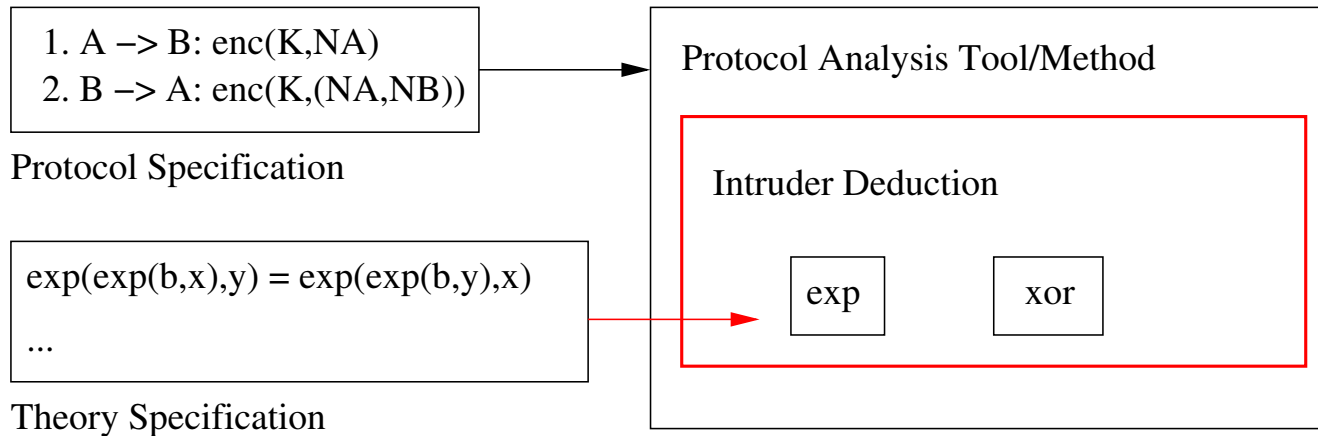 1. A −> B: enc(K,NA)
2. B −> A: enc(K,(NA,NB))
Protocol Specification
exp(exp(b,x),y) = exp(exp(b,y),x)
...
Theory Specification
Protocol Analysis Tool/Method
Intruder Deduction
exp
xor